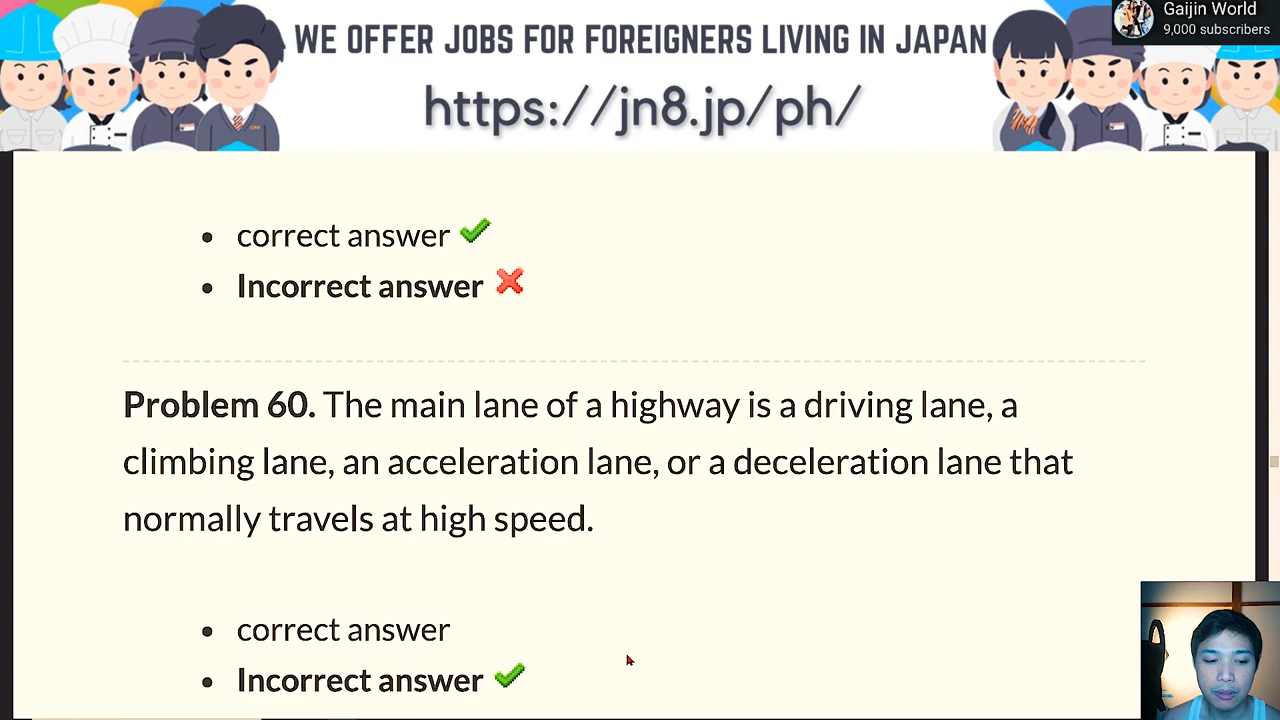 WE OFFER JOBS FOR FOREIGNERS LIVING IN JAPAN
https://jn8.jp/ph/
Gaijin World
9,000 subscribers
correct answer
Incorrect answer
Problem 60. The main lane of a highway is a driving lane, a
climbing lane, an acceleration lane, or a deceleration lane that
normally travels at high speed.
correct answer
Incorrect answer